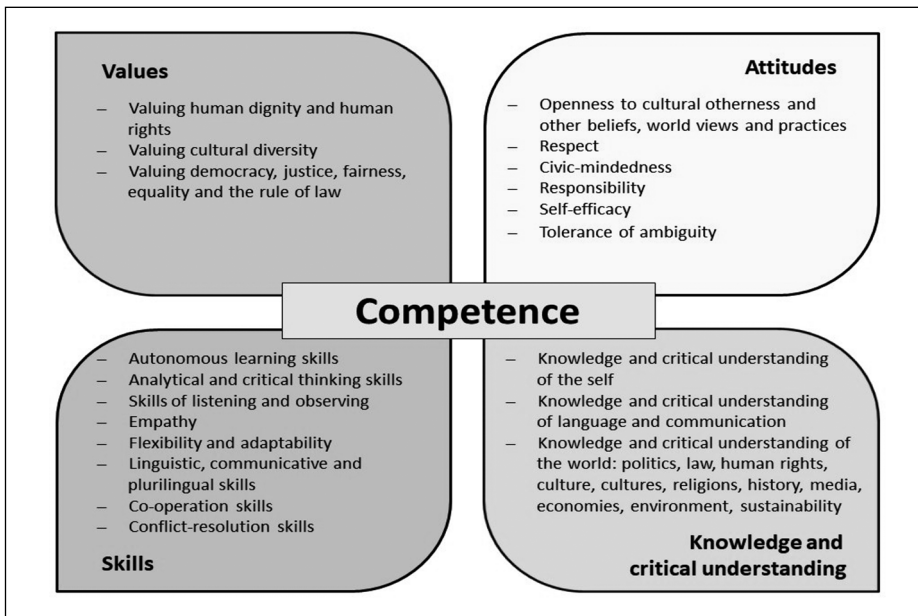 Values
– Valuing human dignity and human
rights
– Valuing cultural diversity
– Valuing democracy, justice, fairness,
equality and the rule of law
Attitudes
– Openness to cultural otherness and
other beliefs, world views and practices
– Respect
– Civic-mindedness
– Responsibility
– Self-efficacy
– Tolerance of ambiguity
Competence
– Autonomous learning skills
– Analytical and critical thinking skills
– Skills of listening and observing
– Empathy
– Flexibility and adaptability
– Linguistic, communicative and
plurilingual skills
– Co-operation skills
– Conflict-resolution skills
Skills
– Knowledge and critical understanding
of the self
– Knowledge and critical understanding
of language and communication
– Knowledge and critical understanding of
the world: politics, law, human rights,
culture, cultures, religions, history, media,
economies, environment, sustainability
Knowledge and
critical understanding